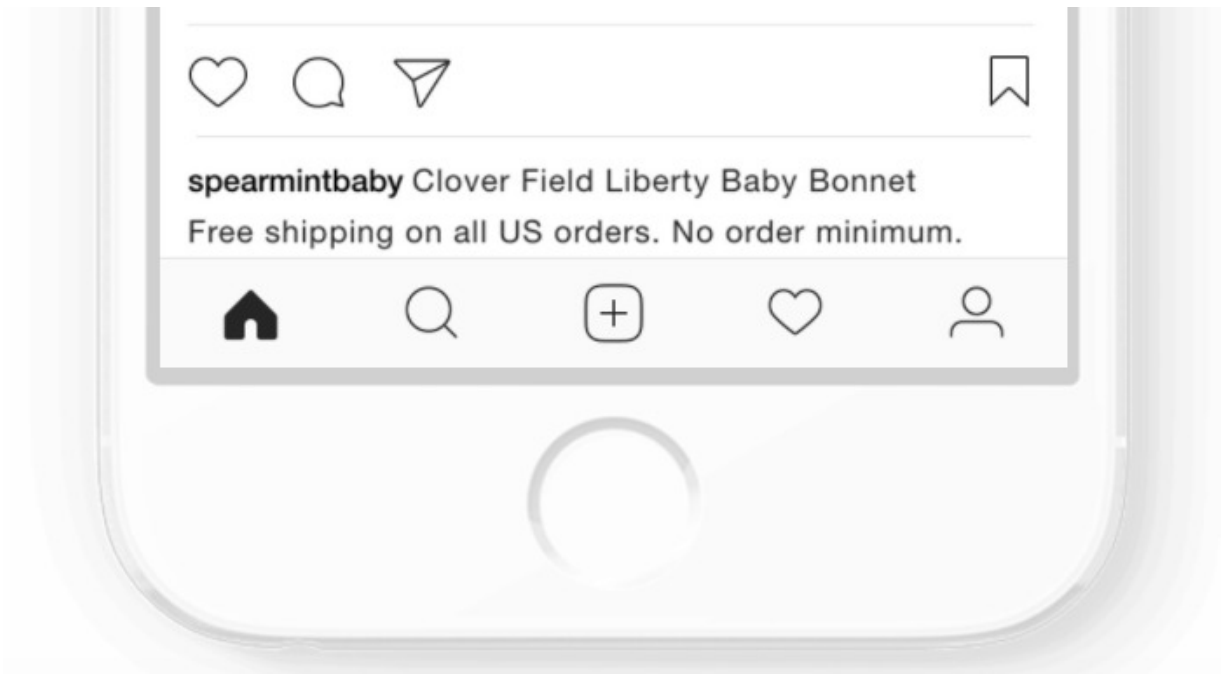 spearmintbaby Clover Field Liberty Baby Bonnet
Free shipping on all US orders. No order minimum.